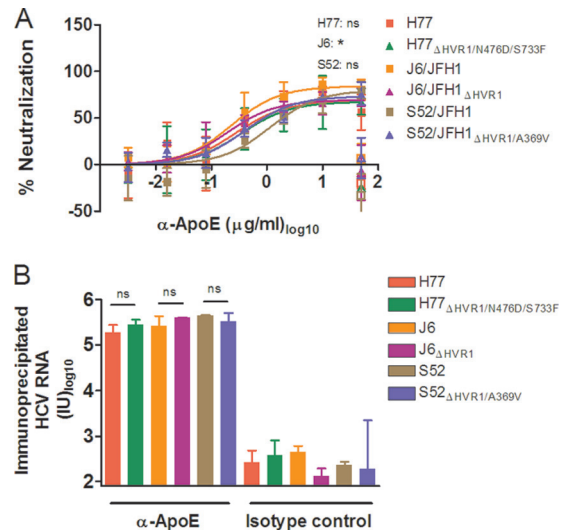 A
% Neutralization
150
100
50
0
-50
-2
-1
0
1
2
α-ApoE (µg/ml)log10
H77: ns
J6: *
S52: ns
H77
H77ΔHVR1/N476D/S733F
J6/JFH1
J6/JFH1ΔHVR1
S52/JFH1
S52/JFH1ΔHVR1/A369V
B
Immunoprecipitated
HCV RNA
(IU)log10
6
5
4
3
2
ns
ns
ns
α-ApoE
Isotype control
H77
H77ΔHVR1/N476D/S733F
J6
J6ΔHVR1
S52
S52ΔHVR1/A369V